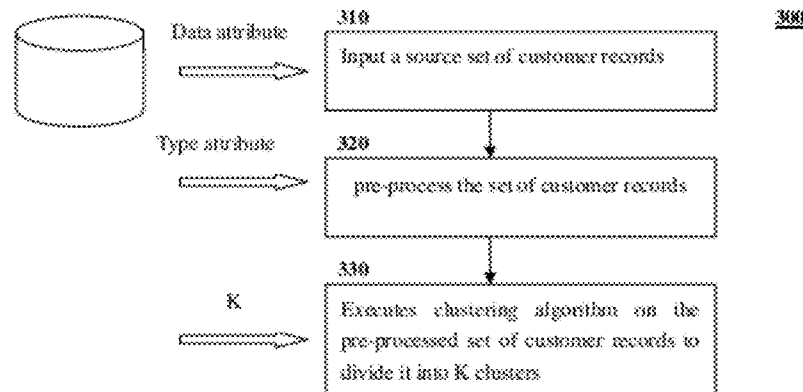 310
300
Data attribute
Input a source set of customer records
Type attribute
320
pre-process the set of customer records
330
K
Executes clustering algorithm on the
pre-processed set of customer records to
divide it into K clusters